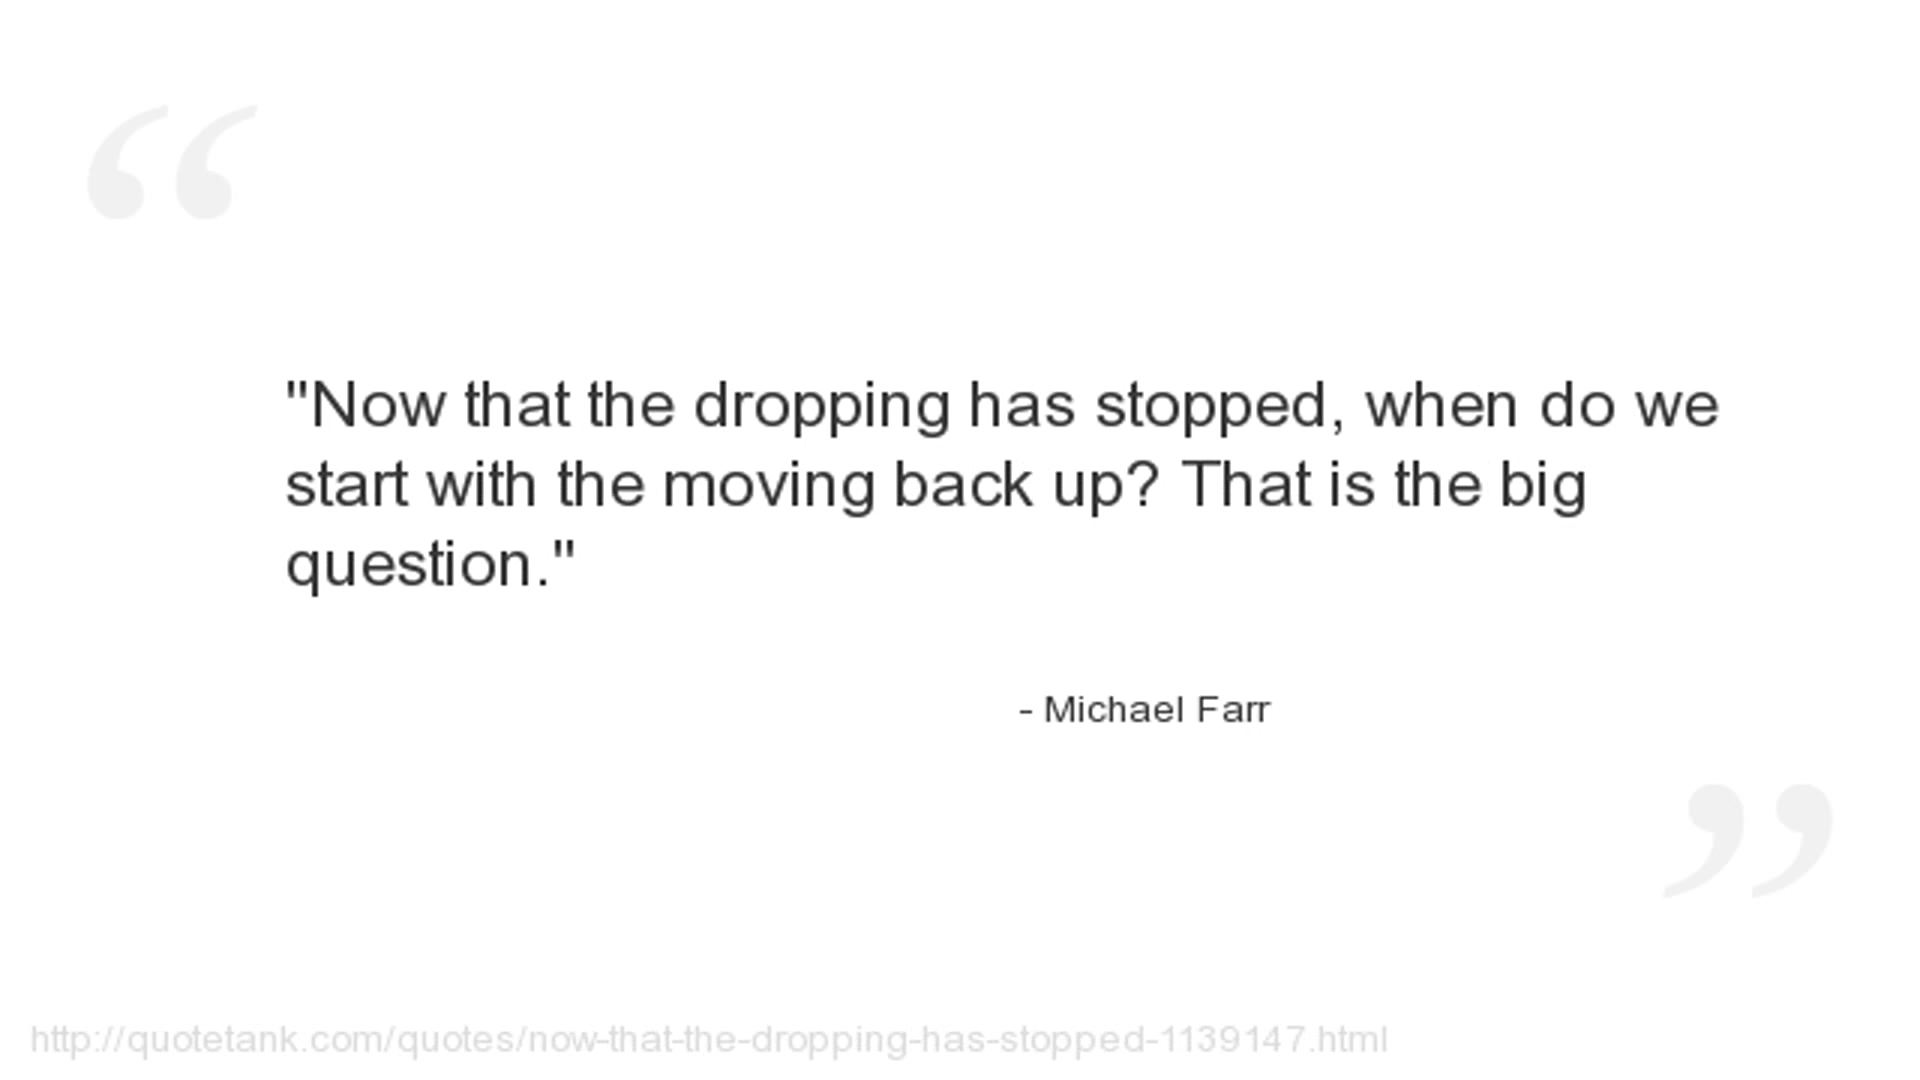 "Now that the dropping has stopped, when do we
start with the moving back up? That is the big
question."
- Michael Farr
http://quotetank.com/quotes/now-that-the-dropping-has-stopped-1139147.html